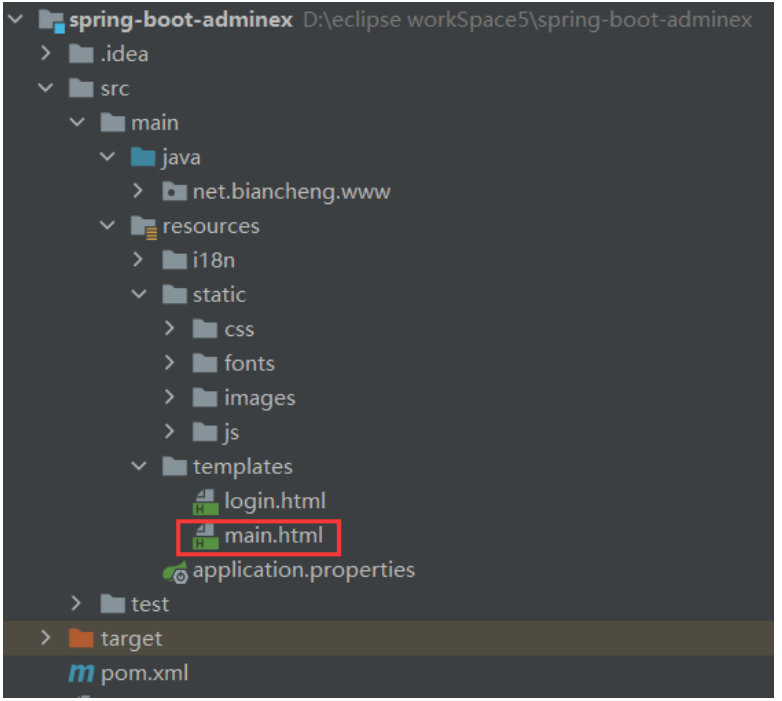 spring-boot-adminex D:\eclipse workSpace5\spring-boot-adminex
.idea
src
main
java
net.biancheng.www
resources
i18n
static
css
fonts
images
js
templates
H login.html
H main.html
application.properties
test
target
m pom.xml